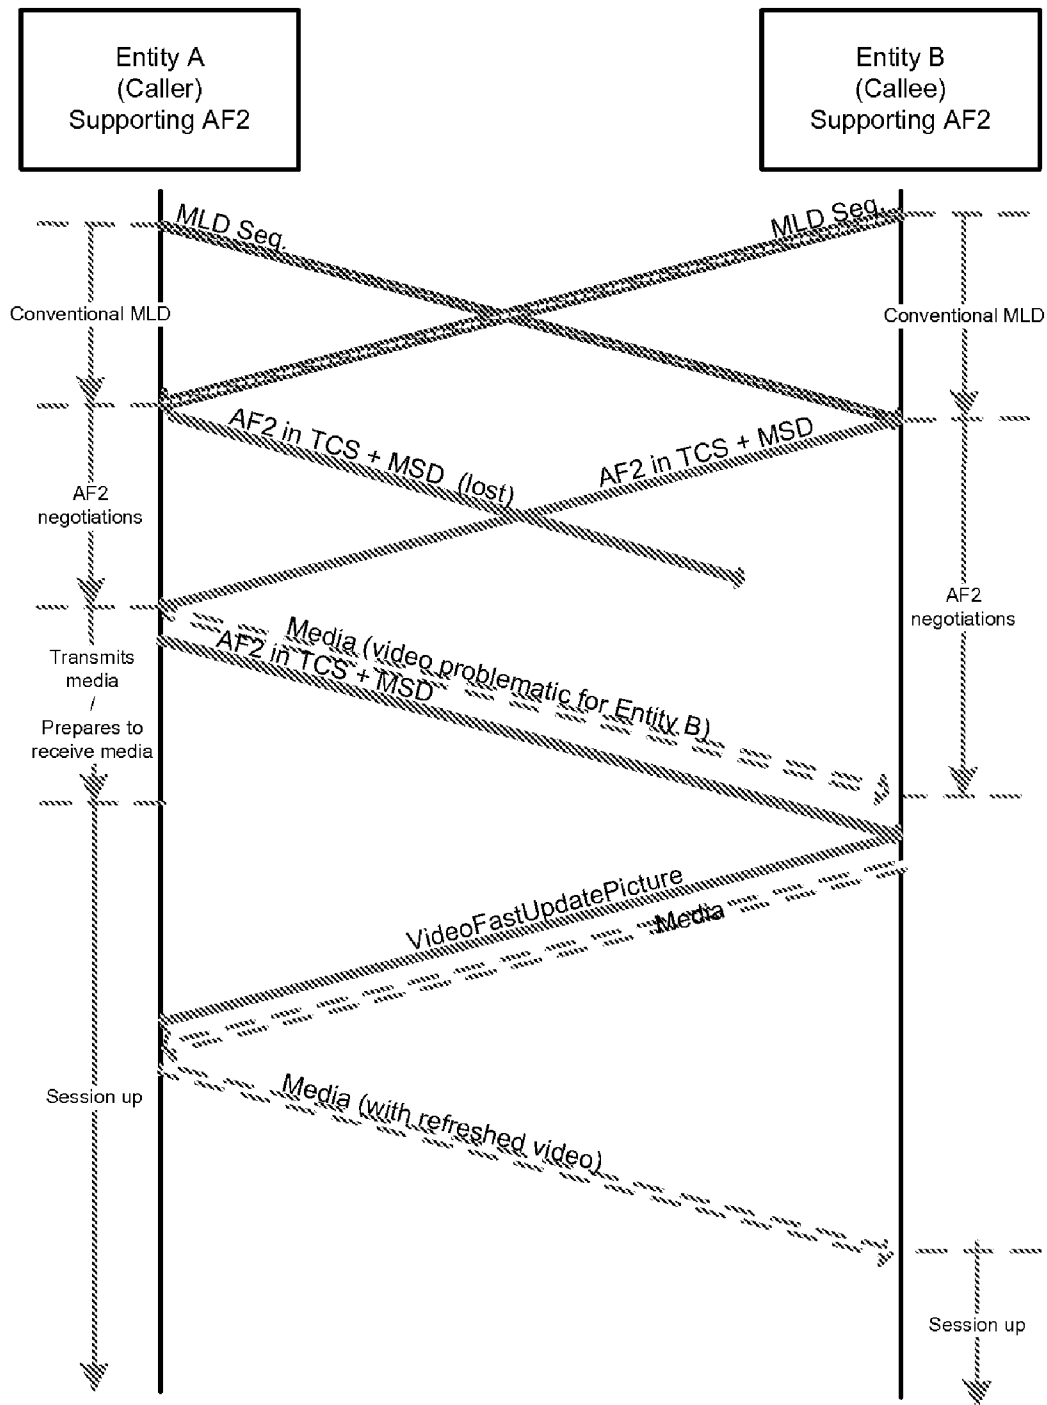 Entity A
(Caller)
Supporting AF2
Entity B
(Callee)
Supporting AF2
MLD Seq.
MLD Seq.
Conventional MLD
Conventional MLD
AF2 in TCS + MSD (lost)
AF2 in TCS + MSD
AF2
negotiations
AF2
negotiations
Media (video problematic for Entity B)
AF2 in TCS + MSD
Transmits
media
/
Prepares to
receive media
VideoFastUpdatePicture
Media
Media (with refreshed video)
Session up
Session up